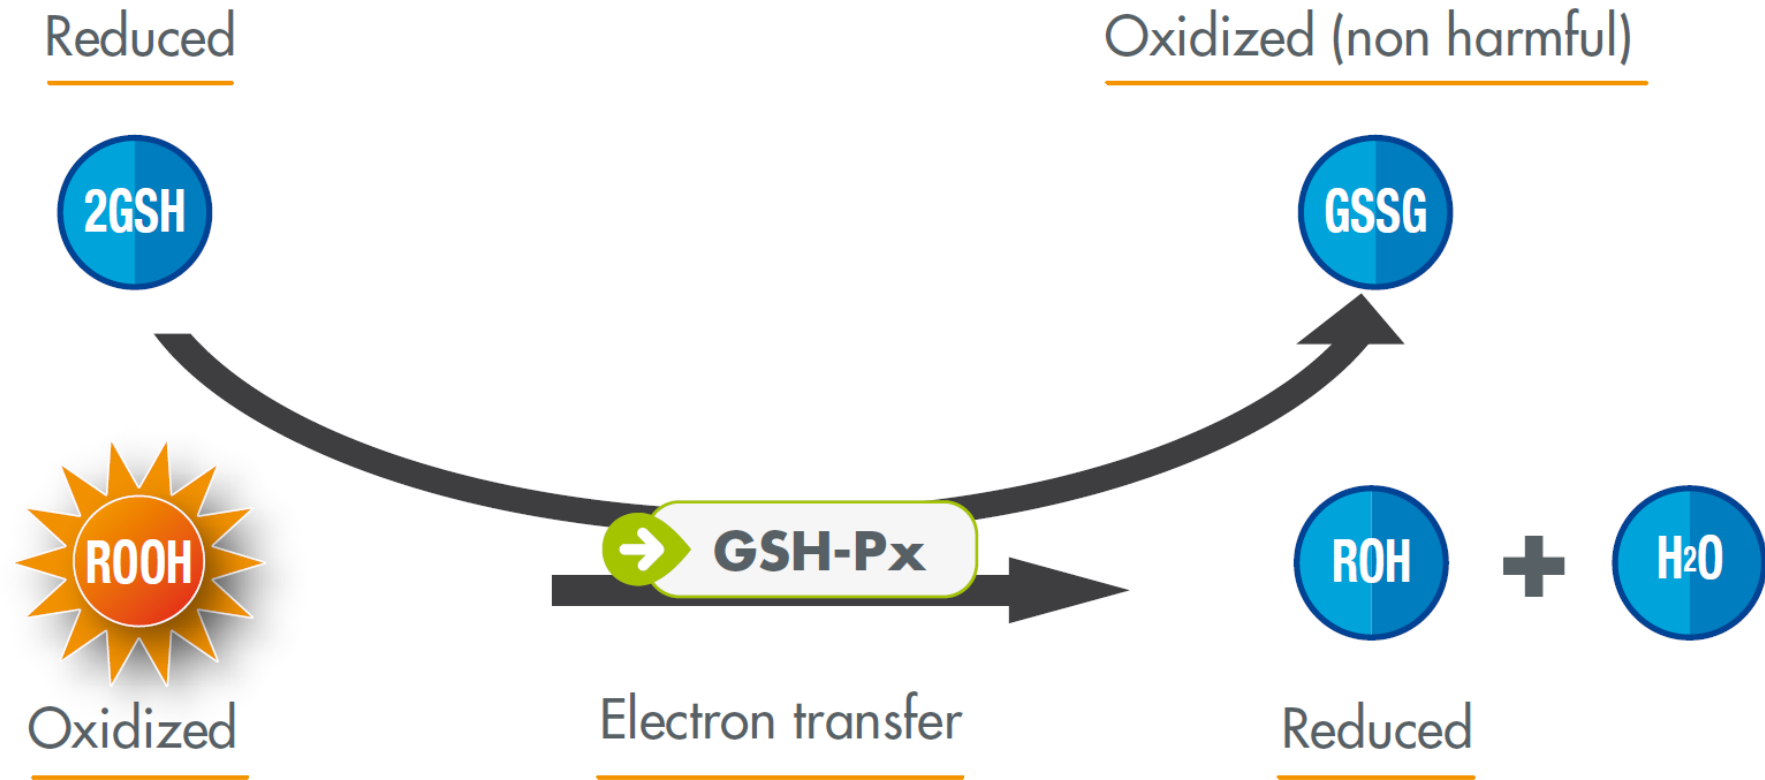 Reduced
Oxidized (non harmful)
2GSH
GSSG
ROOH
GSH-Px
ROH + H2O
Oxidized
Electron transfer
Reduced